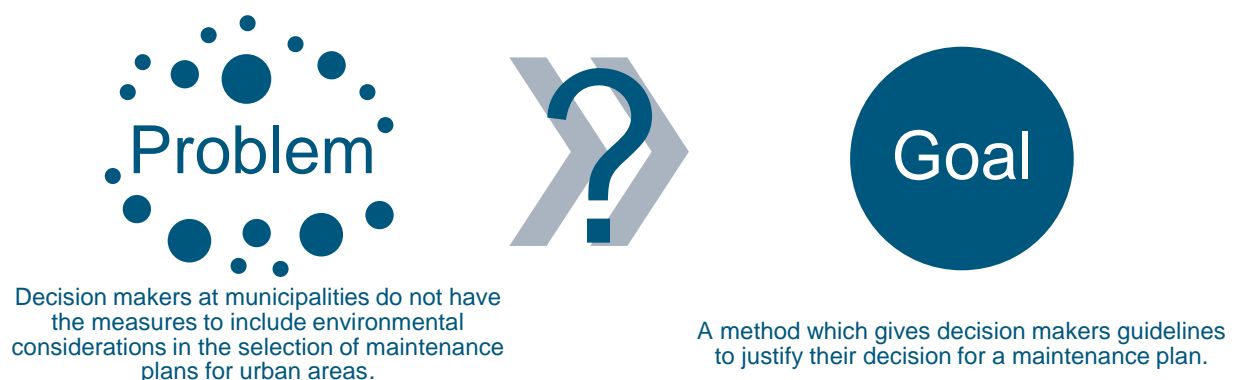 Problem
?
Goal
Decision makers at municipalities do not have
the measures to include environmental
considerations in the selection of maintenance
plans for urban areas.
A method which gives decision makers guidelines
to justify their decision for a maintenance plan.